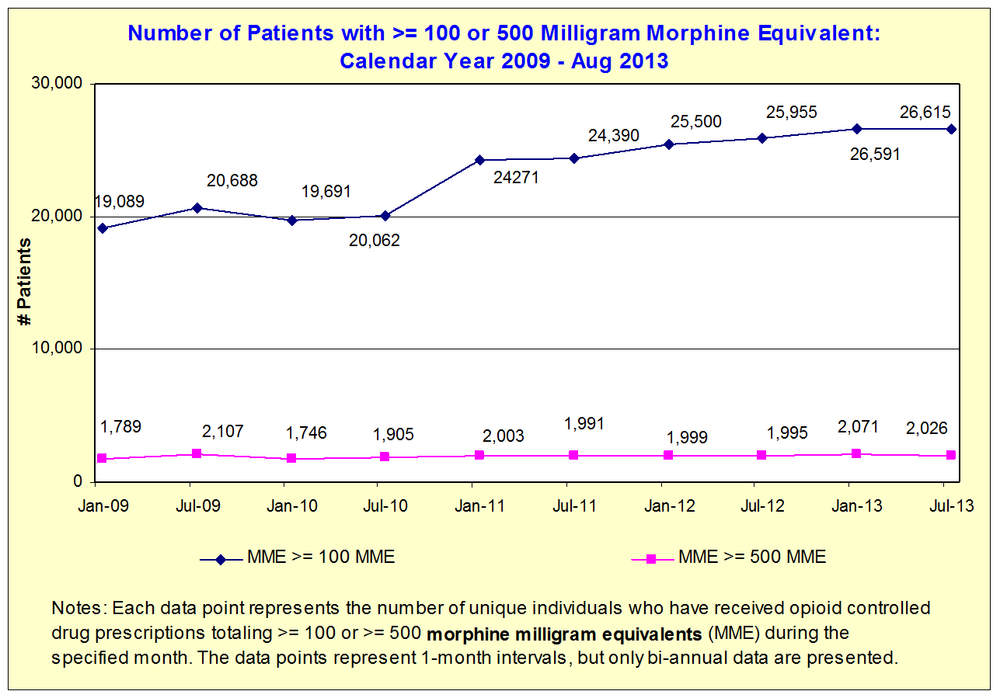 Number of Patients with >= 100 or 500 Milligram Morphine Equivalent:
Calendar Year 2009 - Aug 2013
30,000
20,000
10,000
0
# Patients
19,089
20,688
19,691
20,062
24271
24,390
25,500
25,955
26,591
26,615
1,789
2,107
1,746
1,905
2,003
1,991
1,999
1,995
2,071
2,026
Jan-09
Jul-09
Jan-10
Jul-10
Jan-11
Jul-11
Jan-12
Jul-12
Jan-13
Jul-13
MME >= 100 MME
MME >= 500 MME
Notes: Each data point represents the number of unique individuals who have received opioid controlled
drug prescriptions totaling >= 100 or >= 500 morphine milligram equivalents (MME) during the
specified month. The data points represent 1-month intervals, but only bi-annual data are presented.